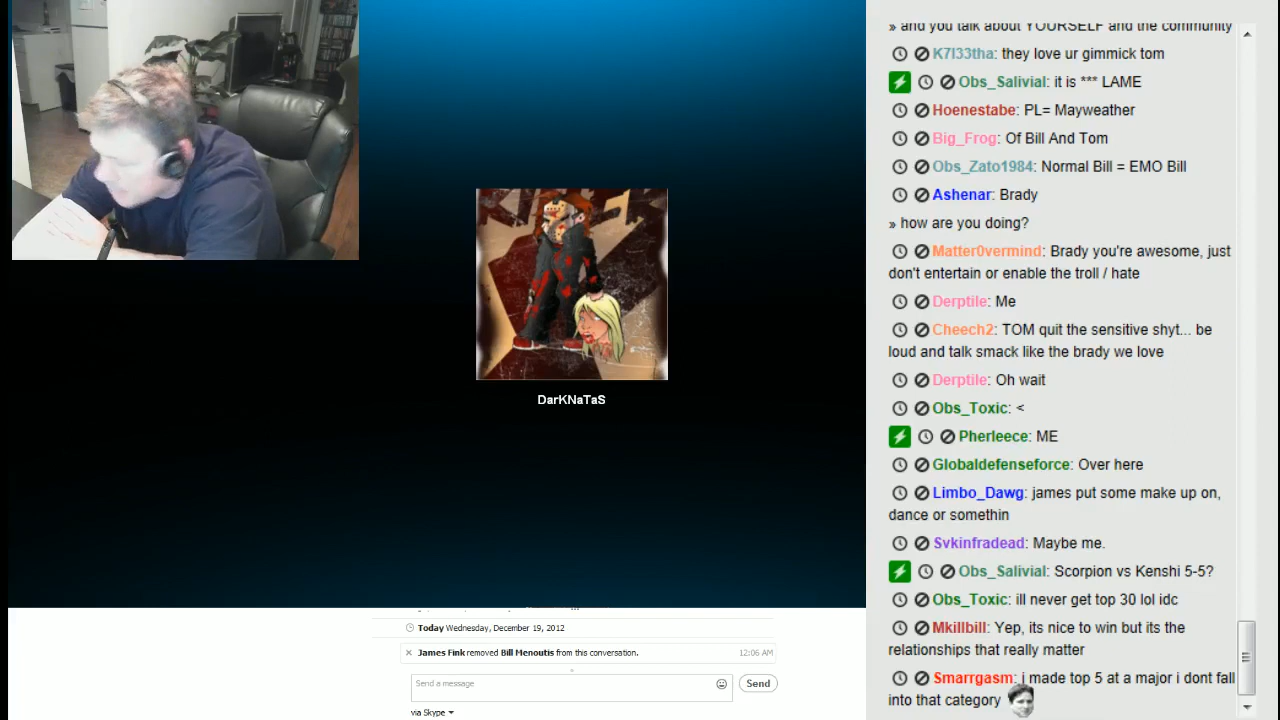 » and you talk about YOURSELF and the community
K7l33tha: they love ur gimmick tom
Obs_Salivial: it is *** LAME
Hoenestabe: PL= Mayweather
Big_Frog: Of Bill And Tom
Obs_Zato1984: Normal Bill = EMO Bill
Ashenar: Brady
» how are you doing?
Matter0vermind: Brady you're awesome, just
don't entertain or enable the troll / hate
Derptile: Me
Cheech2: TOM quit the sensitive shyt... be
loud and talk smack like the brady we love
Derptile: Oh wait
Obs_Toxic: <
Pherleece: ME
Globaldefenseforce: Over here
Limbo_Dawg: james put some make up on,
dance or somethin
Svkinfradead: Maybe me.
Obs_Salivial: Scorpion vs Kenshi 5-5?
Obs_Toxic: ill never get top 30 lol idc
Mkillbill: Yep, its nice to win but its the
relationships that really matter
Smarrgasm: i made top 5 at a major i dont fall
into that category
DarKNaTaS
Today Wednesday, December 19, 2012
James Fink removed Bill Menoutis from this conversation. 12:06 AM
Send a message
Send
via Skype